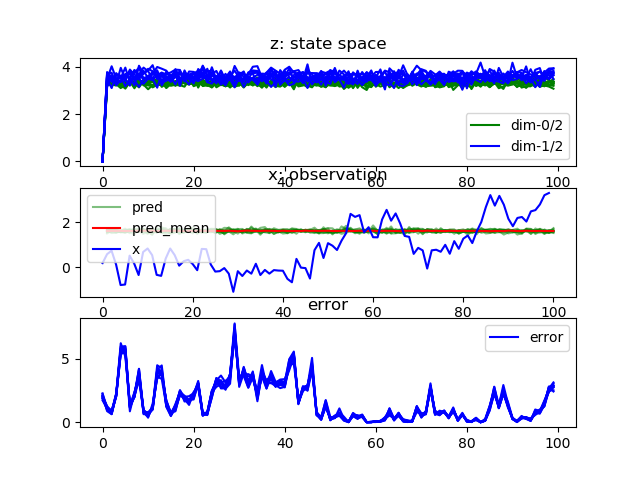 z: state space
4
2
0
dim-0/2
dim-1/2
0 20 40 60 80 100
x: observation
2
0
pred
pred_mean
x
0 20 40 60 80 100
error
5
0
error
0 20 40 60 80 100